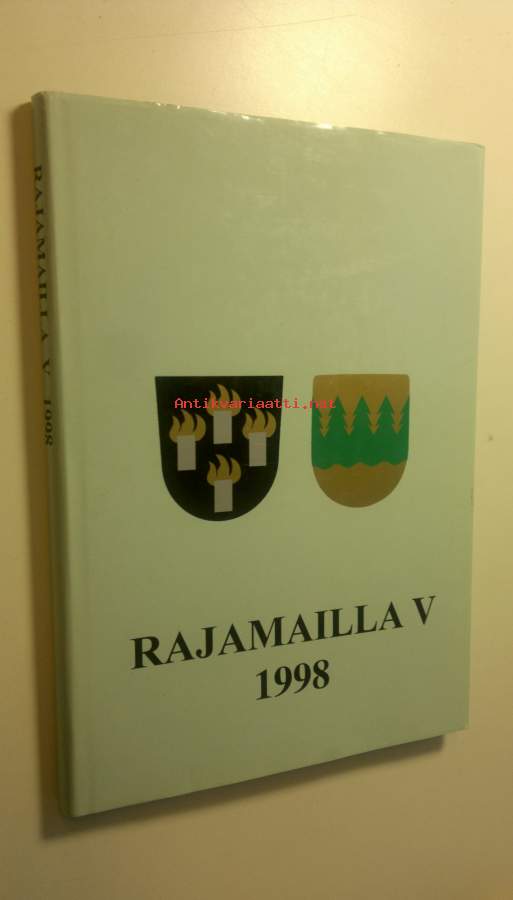 RAJAMAILLA V 1998
Antikvariaatti.net
RAJAMAILLA V
1998